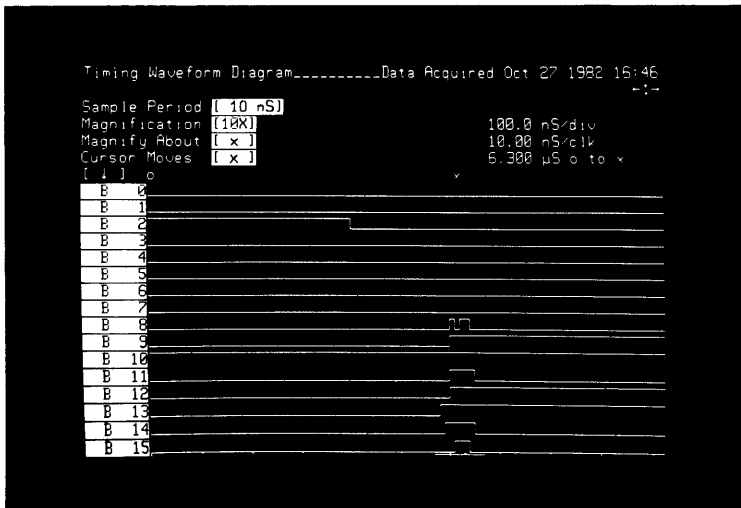 Timing Waveform Diagram__________Data Acquired Oct 27 1982 16:46
Sample Period [ 10 nS]
Magnification [10X] 100.0 nS/div
Magnify About [ x ] 10.00 nS/clk
Cursor Moves [ x ] 6.300 µS o to x
[ ↓ ] o x
B 0
B 1
B 2
B 3
B 4
B 5
B 6
B 7
B 8
B 9
B 10
B 11
B 12
B 13
B 14
B 15